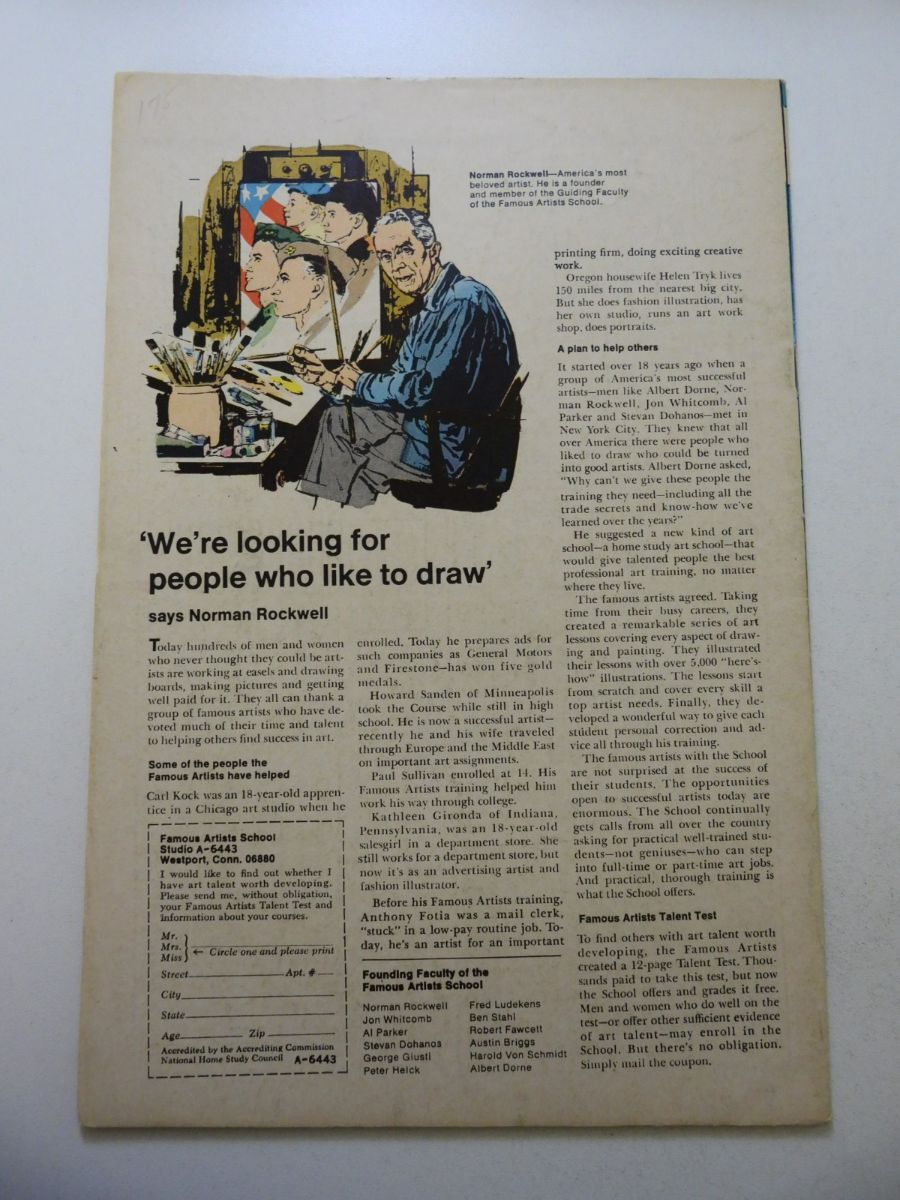 175
Norman Rockwell—America's most
beloved artist. He is a founder
and member of the Guiding Faculty
of the Famous Artists School.
'We're looking for
people who like to draw'
says Norman Rockwell
Today hundreds of men and women
who never thought they could be art-
ists are working at easels and drawing
boards, making pictures and getting
well paid for it. They all can thank a
group of famous artists who have de-
voted much of their time and talent
to helping others find success in art.
Some of the people the
Famous Artists have helped
Carl Kock was an 18-year-old appren-
tice in a Chicago art studio when he
enrolled. Today he prepares ads for
such companies as General Motors
and Firestone—has won five gold
medals.
Howard Sanden of Minneapolis
took the Course while still in high
school. He is now a successful artist—
recently he and his wife traveled
through Europe and the Middle East
on important art assignments.
Paul Sullivan enrolled at 14. His
Famous Artists training helped him
work his way through college.
Kathleen Gironda of Indiana,
Pennsylvania, was an 18-year-old
salesgirl in a department store. She
still works for a department store, but
now it's as an advertising artist and
fashion illustrator.
Before his Famous Artists training,
Anthony Fotia was a mail clerk,
"stuck" in a low-pay routine job. To-
day, he's an artist for an important
printing firm, doing exciting creative
work.
Oregon housewife Helen Tryk lives
150 miles from the nearest big city.
But she does fashion illustration, has
her own studio, runs an art work
shop, does portraits.
A plan to help others
It started over 18 years ago when a
group of America's most successful
artists—men like Albert Dorne, Nor-
man Rockwell, Jon Whitcomb, Al
Parker and Stevan Dohanos—met in
New York City. They knew that all
over America there were people who
liked to draw who could be turned
into good artists. Albert Dorne asked,
"Why can't we give these people the
training they need—including all the
trade secrets and know-how we've
learned over the years?"
He suggested a new kind of art
school—a home study art school—that
would give talented people the best
professional art training, no matter
where they live.
The famous artists agreed. Taking
time from their busy careers, they
created a remarkable series of art
lessons covering every aspect of draw-
ing and painting. They illustrated
their lessons with over 5,000 "here's-
how" illustrations. The lessons start
from scratch and cover every skill a
top artist needs. Finally, they de-
veloped a wonderful way to give each
student personal correction and ad-
vice all through his training.
The famous artists with the School
are not surprised at the success of
their students. The opportunities
open to successful artists today are
enormous. The School continually
gets calls from all over the country
asking for practical well-trained stu-
dents—not geniuses—who can step
into full-time or part-time art jobs.
And practical, thorough training is
what the School offers.
Famous Artists Talent Test
To find others with art talent worth
developing, the Famous Artists
created a 12-page Talent Test. Thou-
sands paid to take this test, but now
the School offers and grades it free.
Men and women who do well on the
test—or offer other sufficient evidence
of art talent—may enroll in the
School. But there's no obligation.
Simply mail the coupon.
Famous Artists School
Studio A-6443
Westport, Conn. 06880
I would like to find out whether I
have art talent worth developing.
Please send me, without obligation,
your Famous Artists Talent Test and
information about your courses.
Mr.
Mrs. ← Circle one and please print
Miss
Street Apt. #
City
State
Age Zip
Accredited by the Accrediting Commission
National Home Study Council A-6443
Founding Faculty of the
Famous Artists School
Norman Rockwell
Jon Whitcomb
Al Parker
Stevan Dohanos
George Giusti
Peter Helck
Fred Ludekens
Ben Stahl
Robert Fawcett
Austin Briggs
Harold Von Schmidt
Albert Dorne